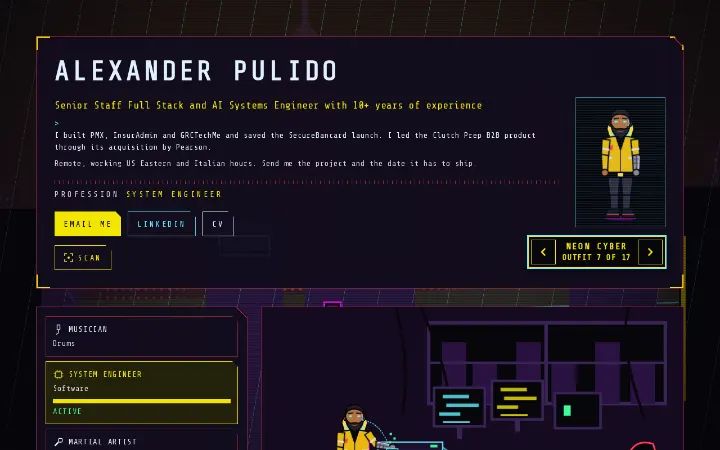 ALEXANDER PULIDO
Senior Staff Full Stack and AI Systems Engineer with 10+ years of experience
>
I built PMX, InsurAdmin and GRCTechMe and saved the SecureBancard launch. I led the Clutch Prep B2B product
through its acquisition by Pearson.
Remote, working US Eastern and Italian hours. Send me the project and the date it has to ship.
PROFESSION SYSTEM ENGINEER
EMAIL ME
LINKEDIN
CV
SCAN
NEON CYBER
OUTFIT 7 OF 17
MUSICIAN
Drums
SYSTEM ENGINEER
Software
ACTIVE
MARTIAL ARTIST